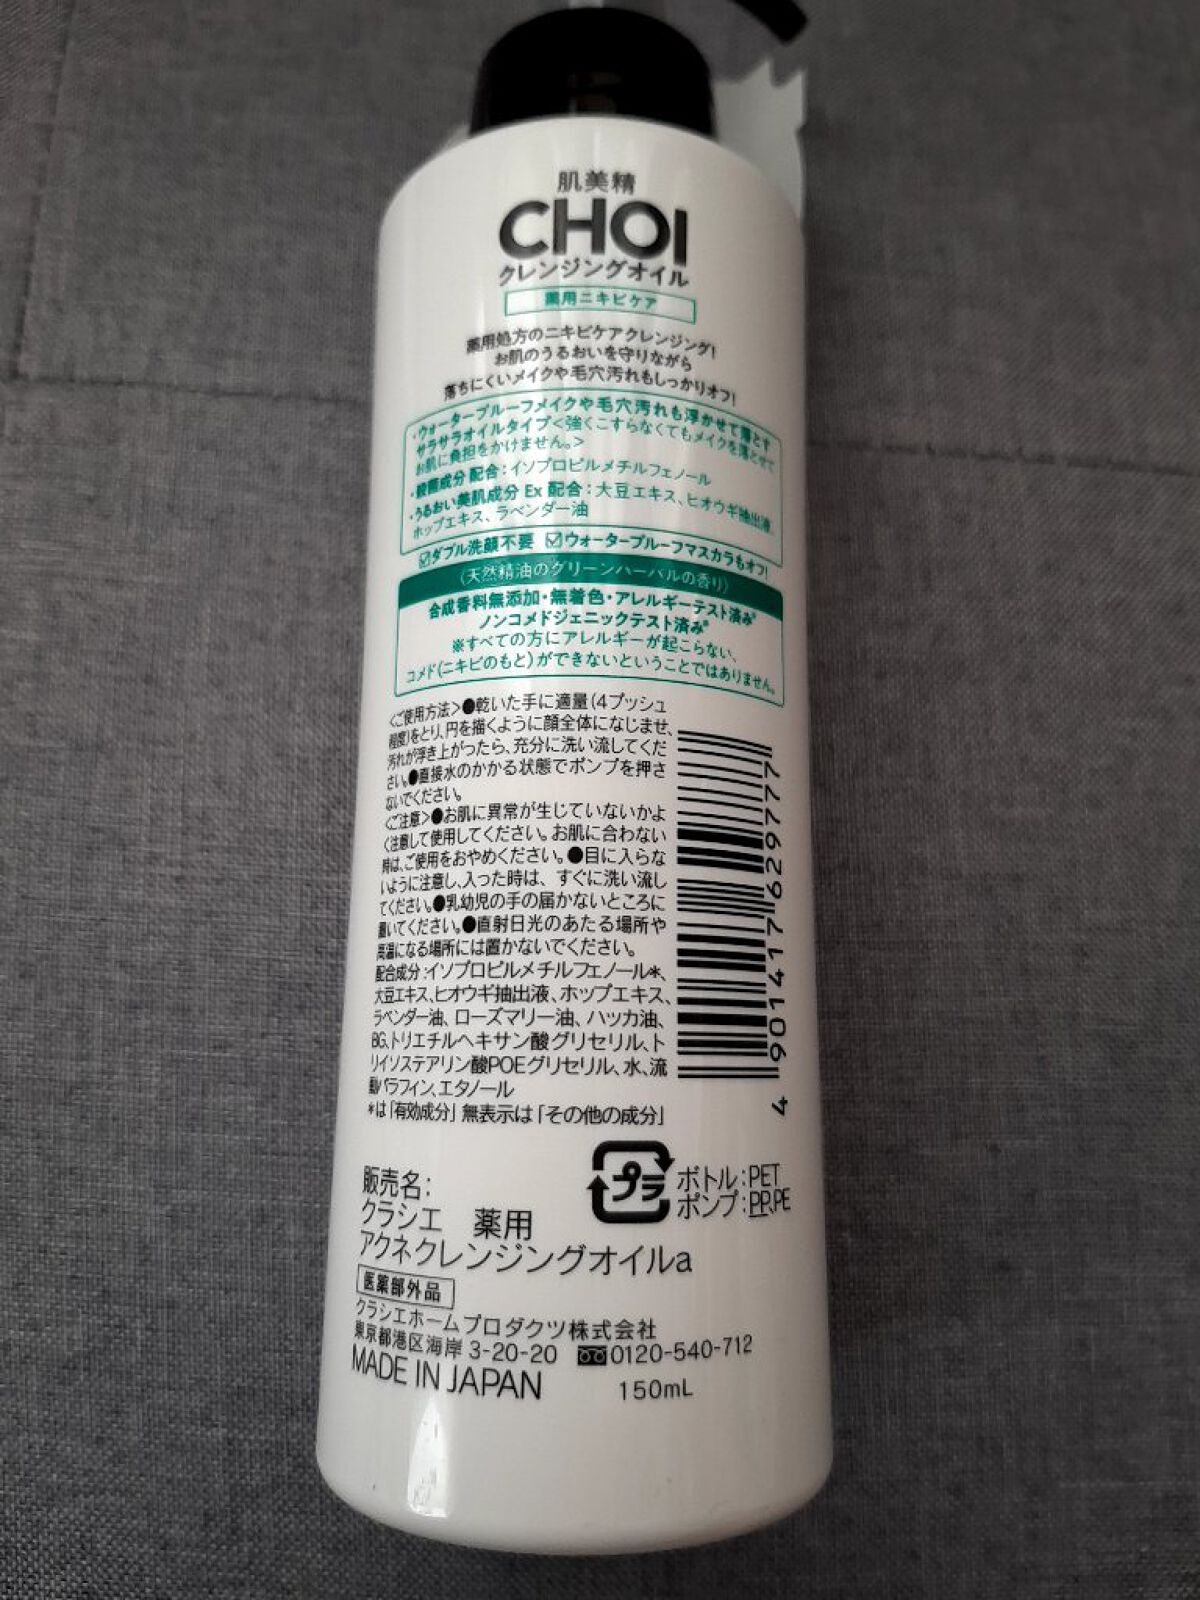 肌美精
CHOI
クレンジングオイル
薬用ニキビケア
薬用処方のニキビケアクレンジング!
お肌のうるおいを守りながら
落ちにくいメイクや毛穴汚れもしっかりオフ!
・ウォータープルーフメイクや毛穴汚れも浮かせて落とす
サラサラオイルタイプ<強くこすらなくてもメイクを落とせて
お肌に負担をかけません。>
・殺菌成分 配合:イソプロピルメチルフェノール
・うるおい美肌成分 Ex 配合:大豆エキス、ヒオウギ抽出液、
ホップエキス、ラベンダー油
☑ダブル洗顔不要 ☑ウォータープルーフマスカラもオフ!
(天然精油のグリーンハーバルの香り)
合成香料無添加・無着色・アレルギーテスト済み※
ノンコメドジェニックテスト済み※
※すべての方にアレルギーが起こらない、
コメド(ニキビのもと)ができないということではありません。
<ご使用方法>●乾いた手に適量(4プッシュ
程度)をとり、円を描くように顔全体になじませ、
汚れが浮き上がったら、充分に洗い流してくだ
さい。●直接水のかかる状態でポンプを押さ
ないでください。
<ご注意>●お肌に異常が生じていないかよ
く注意して使用してください。お肌に合わない
時は、ご使用をおやめください。●目に入らな
いように注意し、入った時は、すぐに洗い流し
てください。●乳幼児の手の届かないところに
置いてください。●直射日光のあたる場所や
高温になる場所には置かないでください。
配合成分:イソプロピルメチルフェノール*、
大豆エキス、ヒオウギ抽出液、ホップエキス、
ラベンダー油、ローズマリー油、ハッカ油、
BG、トリエチルヘキサン酸グリセリル、ト
リイソステアリン酸POEグリセリル、水、流
動パラフィン、エタノール
*は「有効成分」無表示は「その他の成分」
4 901417 629777
プラ
ボトル:PET
ポンプ:PP,PE
販売名:
クラシエ 薬用
アクネクレンジングオイルa
医薬部外品
クラシエホームプロダクツ株式会社
東京都港区海岸 3-20-20 0120-540-712
MADE IN JAPAN 150mL